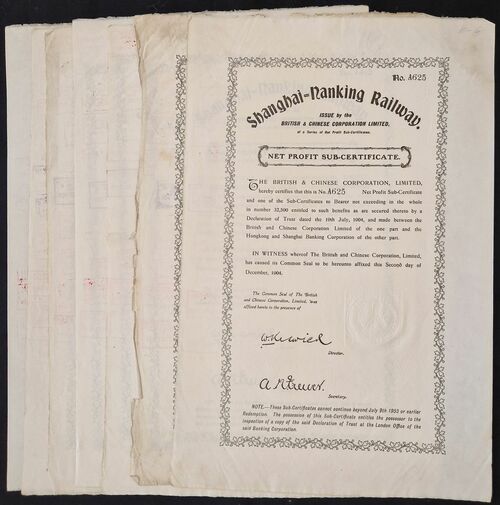 No. A625
Shanghai=Nanking Railway.
ISSUE by the
BRITISH & CHINESE CORPORATION LIMITED,
of a Series of Net Profit Sub-Certificates.
NET PROFIT SUB-CERTIFICATE.
THE BRITISH & CHINESE CORPORATION, LIMITED,
hereby certifies that this is No. A625 Net Profit Sub-Certificate
and one of the Sub-Certificates to Bearer not exceeding in the whole
in number 32,500 entitled to such benefits as are secured thereto by a
Declaration of Trust dated the 19th July, 1904, and made between the
British and Chinese Corporation Limited of the one part and the
Hongkong and Shanghai Banking Corporation of the other part.
IN WITNESS whereof The British and Chinese Corporation, Limited,
has caused its Common Seal to be hereunto affixed this Second day of
December, 1904.
The Common Seal of The British
and Chinese Corporation, Limited, was
affixed hereto in the presence of
W. Keswick
Director.
Secretary.
NOTE.—These Sub-Certificates cannot continue beyond July 9th 1953 or earlier
Redemption. The possession of this Sub-Certificate entitles the possessor to the
inspection of a copy of the said Declaration of Trust at the London Office of the
said Banking Corporation.